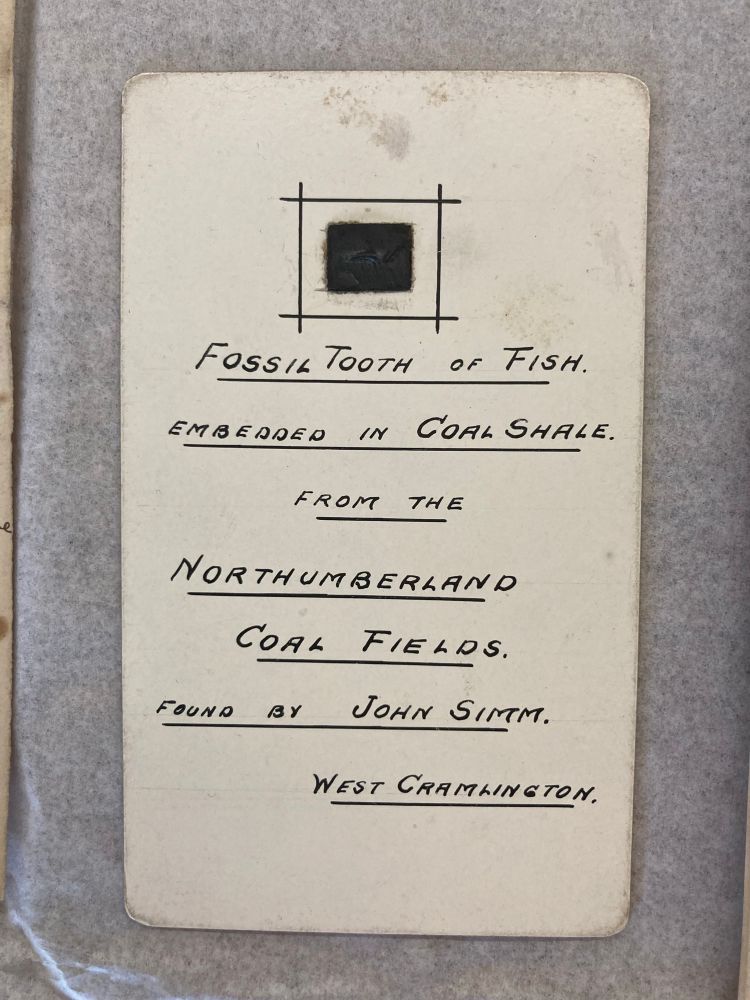 Fossil Tooth of Fish.
embedded in Coal Shale.
from the
Northumberland
Coal Fields.
found by John Simm.
West Cramlington.